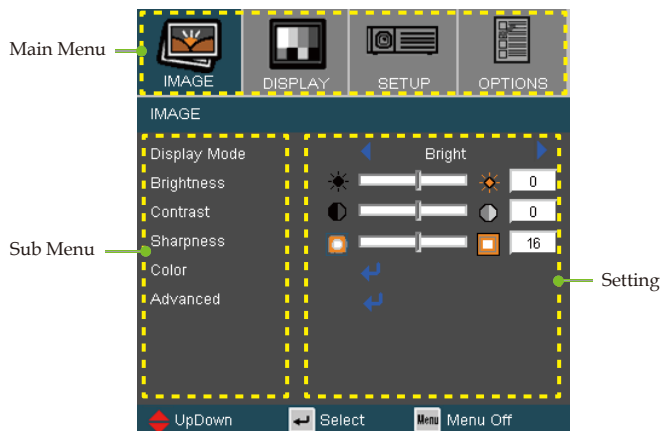 Main Menu
IMAGE
DISPLAY
SETUP
OPTIONS
IMAGE
Display Mode
Bright
Brightness
0
Contrast
0
Sub Menu
Sharpness
16
Color
Setting
Advanced
UpDown
Select
Menu Menu Off